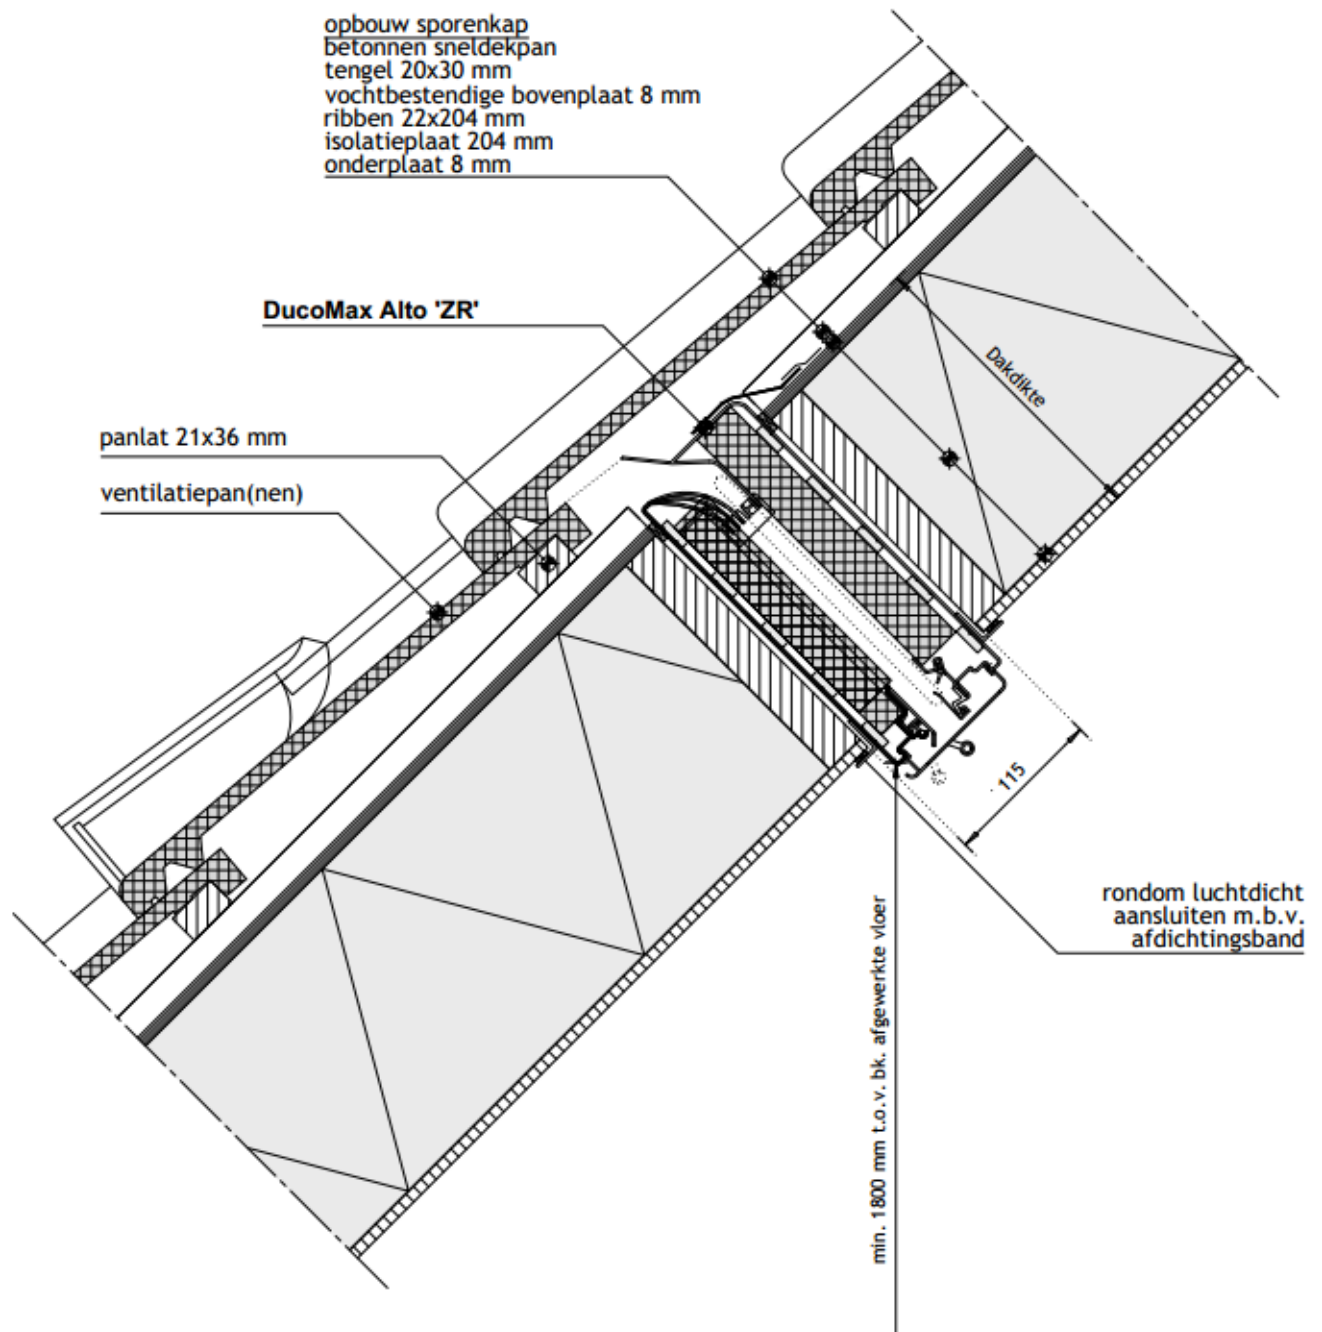 opbouw sporenkap
betonnen sneldekpan
tengel 20x30 mm
vochtbestendige bovenplaat 8 mm
ribben 22x204 mm
isolatieplaat 204 mm
onderplaat 8 mm
DucoMax Alto 'ZR'
Dakdikte
panlat 21x36 mm
ventilatiepan(nen)
115
rondom luchtdicht
aansluiten m.b.v.
afdichtingsband
min. 1800 mm t.o.v. bk. afgewerkte vloer